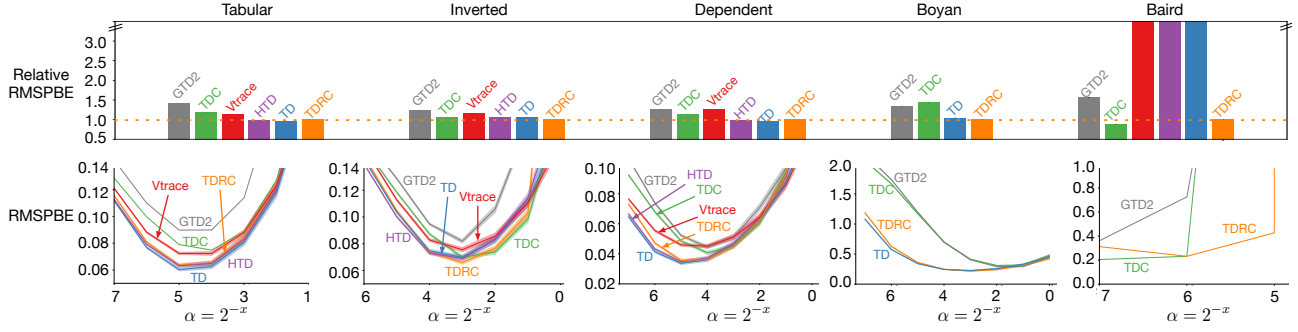 Tabular Inverted Dependent Boyan Baird
Relative
RMSPBE
3.0
2.5
2.0
1.5
1.0
0.5
GTD2 TDC Vtrace HTD TD TDRC
GTD2 TDC Vtrace HTD TD TDRC
GTD2 TDC Vtrace HTD TD TDRC
GTD2 TDC TD TDRC
GTD2 TDC TDRC
RMSPBE
0.14
0.12
0.10
0.08
0.06
Vtrace
TDRC
GTD2
TDC
HTD
TD
7 5 3 1
α = 2^{-x}
0.14
0.13
0.12
0.11
0.10
0.09
0.08
0.07
GTD2
TD
Vtrace
HTD
TDC
TDRC
6 4 2 0
α = 2^{-x}
0.10
0.08
0.06
0.04
0.02
GTD2
HTD
TDC
Vtrace
TDRC
TD
6 4 2 0
α = 2^{-x}
2.0
1.5
1.0
0.5
0.0
GTD2
TDC
TDRC
TD
6 4 2 0
α = 2^{-x}
1.0
0.8
0.6
0.4
0.2
0.0
GTD2
TDRC
TDC
7 6 5
α = 2^{-x}